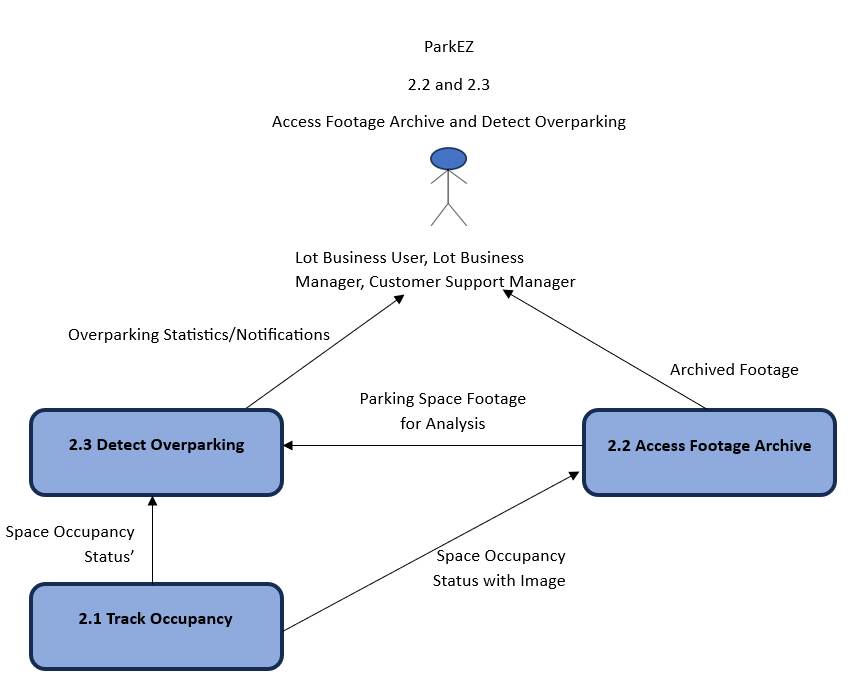 ParkEZ
2.2 and 2.3
Access Footage Archive and Detect Overparking
Lot Business User, Lot Business
Manager, Customer Support Manager
Overparking Statistics/Notifications
Archived Footage
Parking Space Footage
for Analysis
2.3 Detect Overparking
2.2 Access Footage Archive
Space Occupancy
Status’
Space Occupancy
Status with Image
2.1 Track Occupancy